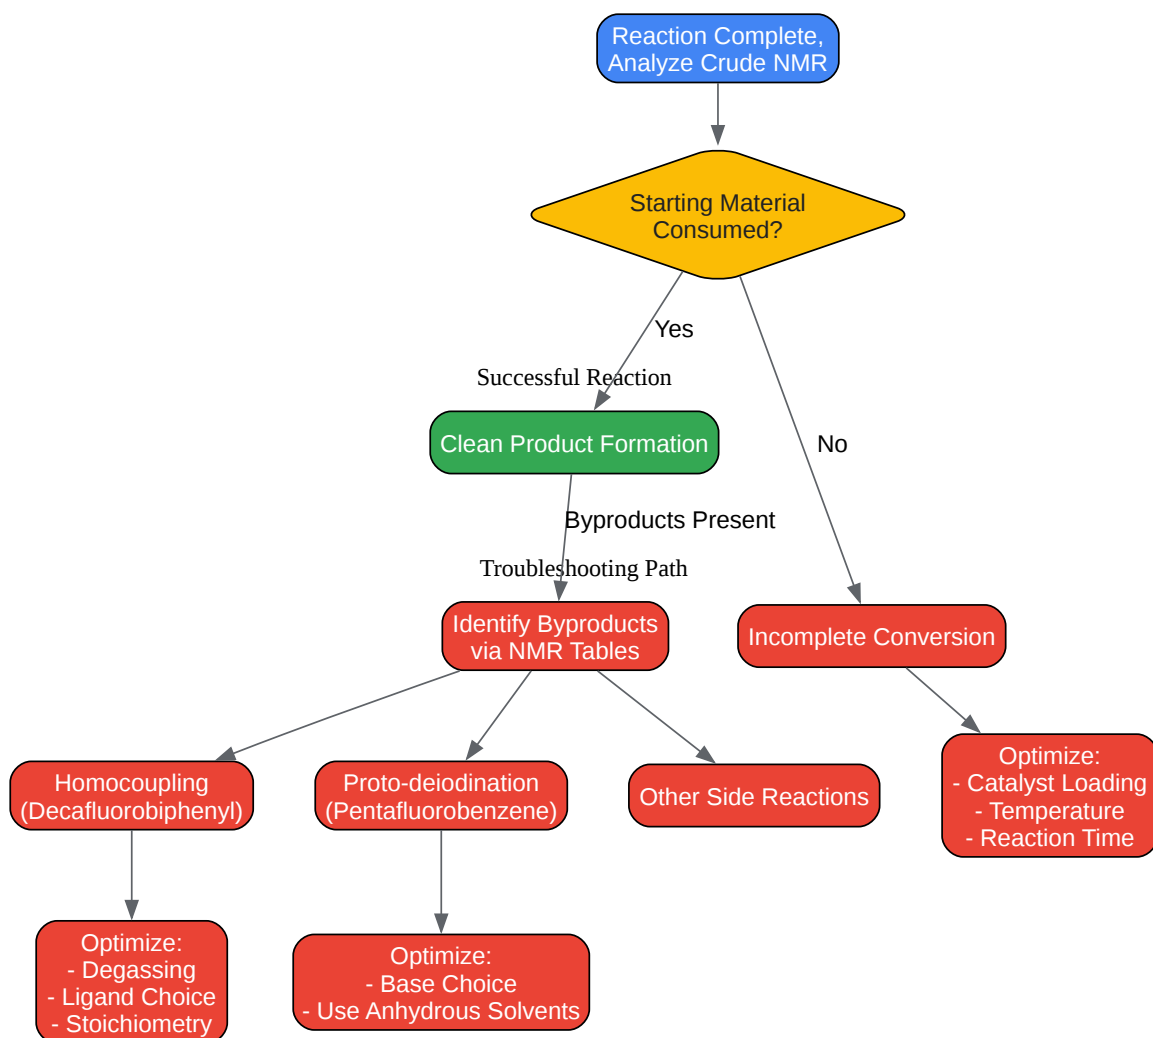 Reaction Complete,
Analyze Crude NMR
Starting Material
Consumed?
Yes
Successful Reaction
Clean Product Formation
No
Byproducts Present
Troubleshooting Path
Identify Byproducts
via NMR Tables
Incomplete Conversion
Homocoupling
(Decafluorobiphenyl)
Proto-deiodination
(Pentafluorobenzene)
Other Side Reactions
Optimize:
- Catalyst Loading
- Temperature
- Reaction Time
Optimize:
- Degassing
- Ligand Choice
- Stoichiometry
Optimize:
- Base Choice
- Use Anhydrous Solvents